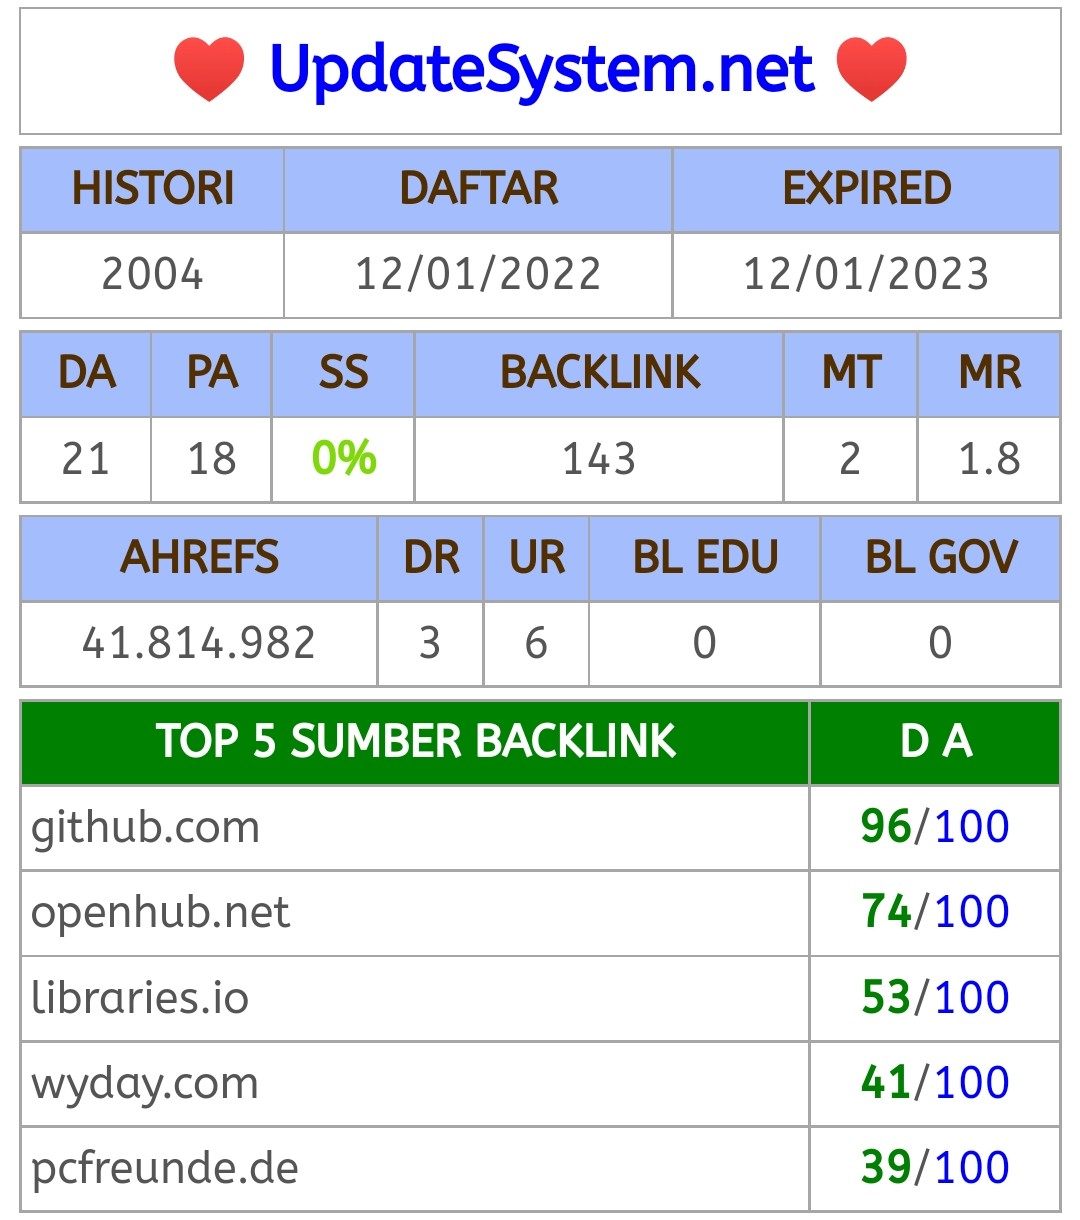 ❤️ UpdateSystem.net ❤️
HISTORI DAFTAR EXPIRED
2004 12/01/2022 12/01/2023
DA PA SS BACKLINK MT MR
21 18 0% 143 2 1.8
AHREFS DR UR BL EDU BL GOV
41.814.982 3 6 0 0
TOP 5 SUMBER BACKLINK D A
github.com 96/100
openhub.net 74/100
libraries.io 53/100
wyday.com 41/100
pcfreunde.de 39/100